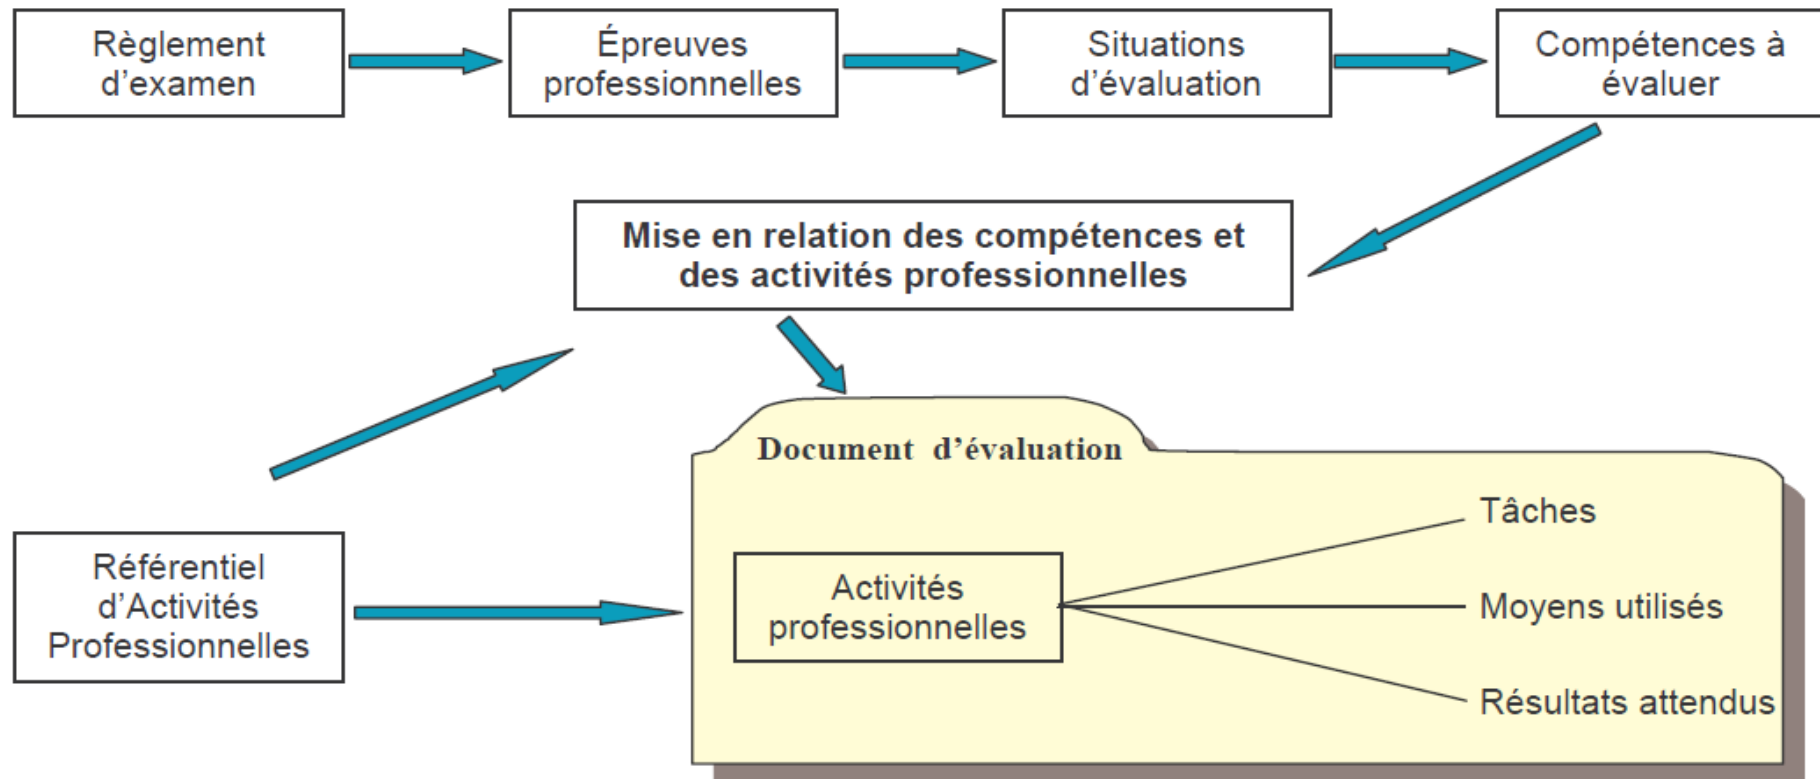 Règlement
d’examen
Épreuves
professionnelles
Situations
d’évaluation
Compétences à
évaluer
Mise en relation des compétences et
des activités professionnelles
Document d’évaluation
Référentiel
d’Activités
Professionnelles
Activités
professionnelles
Tâches
Moyens utilisés
Résultats attendus